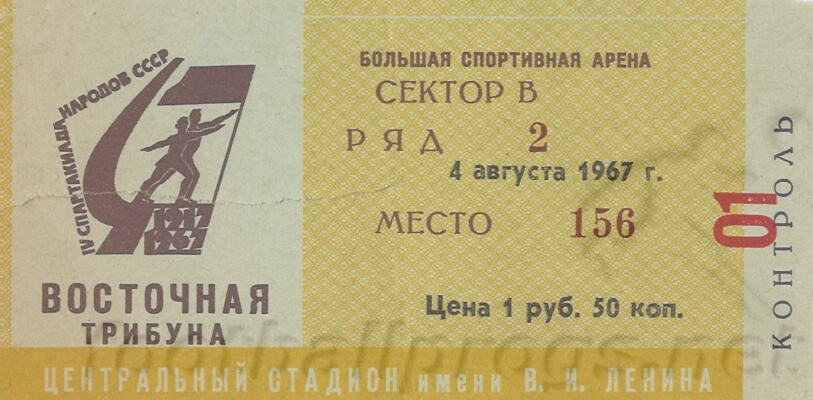 IV СПАРТАКИАДА НАРОДОВ СССР
1917
1967
ВОСТОЧНАЯ
ТРИБУНА
БОЛЬШАЯ СПОРТИВНАЯ АРЕНА
СЕКТОР В
РЯД 2
4 августа 1967 г.
МЕСТО 156
Цена 1 руб. 50 коп.
01
КОНТРОЛЬ
ЦЕНТРАЛЬНЫЙ СТАДИОН имени В. И. ЛЕНИНА